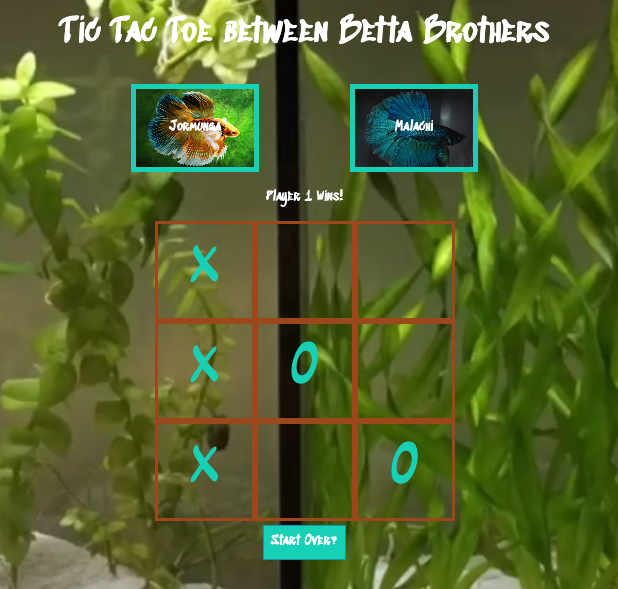 Tic Tac Toe between Betta Brothers
Jormunga
Malachi
Player 1 Wins!
X
X O
X O
Start Over?